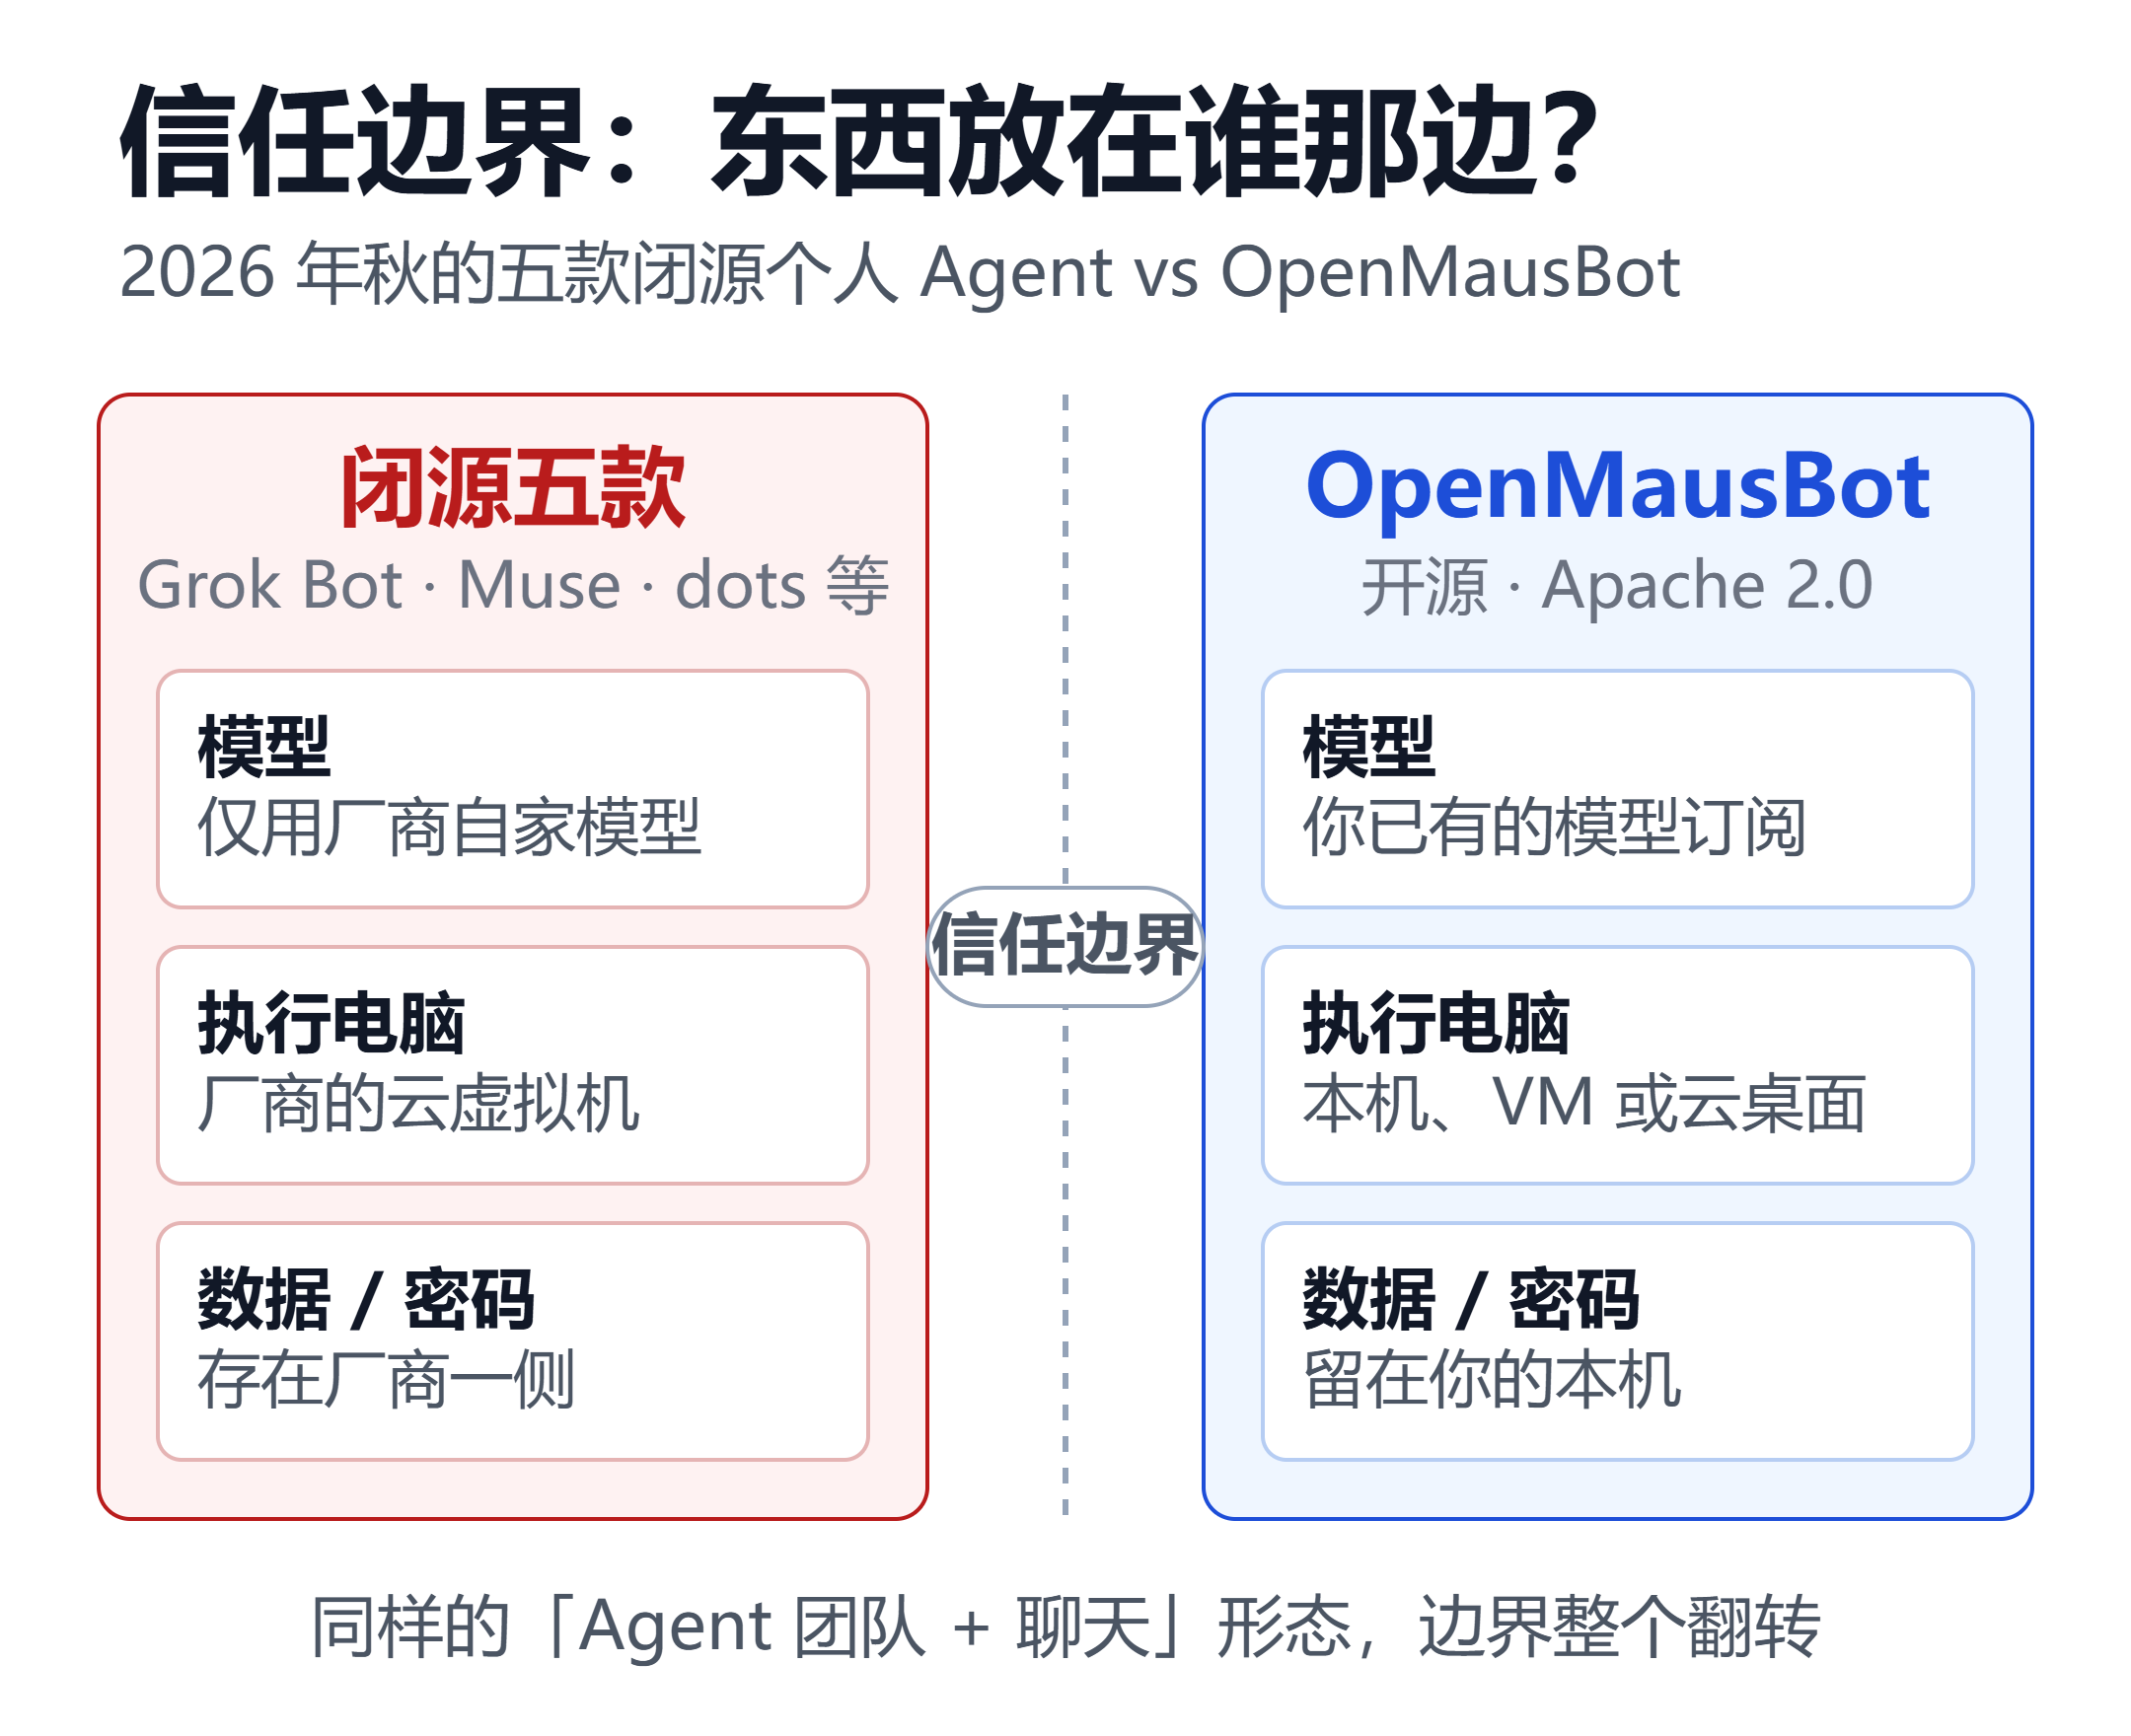 信任边界：东西放在谁那边？
2026 年秋的五款闭源个人 Agent vs OpenMausBot
闭源五款
Grok Bot · Muse · dots 等
模型
仅用厂商自家模型
执行电脑
厂商的云虚拟机
数据 / 密码
存在厂商一侧
信任边界
OpenMausBot
开源 · Apache 2.0
模型
你已有的模型订阅
执行电脑
本机、VM 或云桌面
数据 / 密码
留在你的本机
同样的「Agent 团队 + 聊天」形态，边界整个翻转